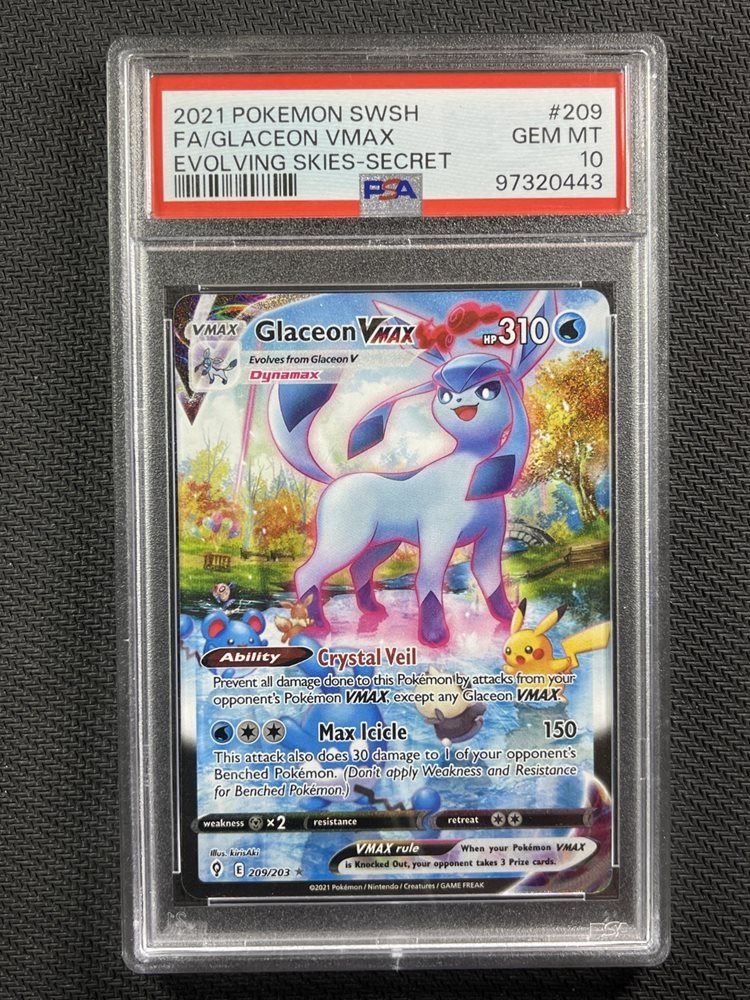 2021 POKEMON SWSH #209
FA/GLACEON VMAX GEM MT
EVOLVING SKIES-SECRET 10
PSA 97320443
VMAX Glaceon VMAX HP 310
Evolves from Glaceon V
Dynamax
Ability Crystal Veil
Prevent all damage done to this Pokémon by attacks from your
opponent's Pokémon VMAX, except any Glaceon VMAX.
Max Icicle 150
This attack also does 30 damage to 1 of your opponent's
Benched Pokémon. (Don't apply Weakness and Resistance
for Benched Pokémon.)
weakness ×2 resistance retreat
Illus. kirisAki
VMAX rule When your Pokémon VMAX
is Knocked Out, your opponent takes 3 Prize cards.
E 209/203 ★
©2021 Pokémon / Nintendo / Creatures / GAME FREAK